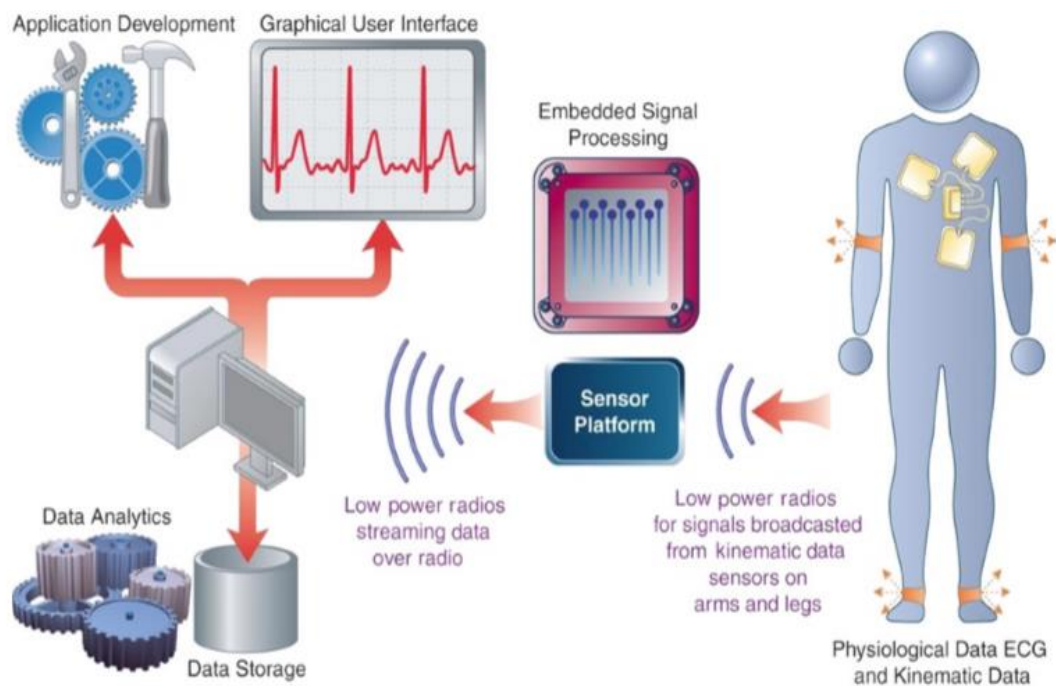 Application Development
Graphical User Interface
Embedded Signal
Processing
Sensor
Platform
Low power radios
streaming data
over radio
Low power radios
for signals broadcasted
from kinematic data
sensors on
arms and legs
Data Analytics
Data Storage
Physiological Data ECG
and Kinematic Data